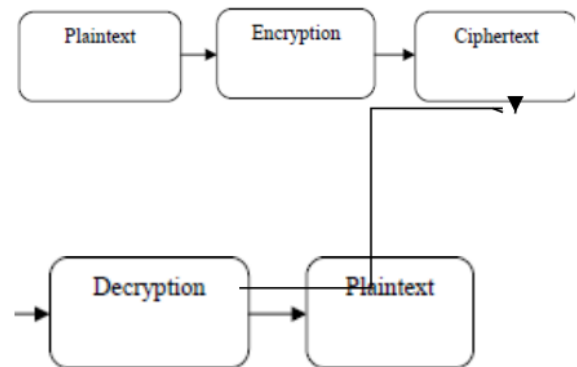 Plaintext
Encryption
Ciphertext
Decryption
Plaintext